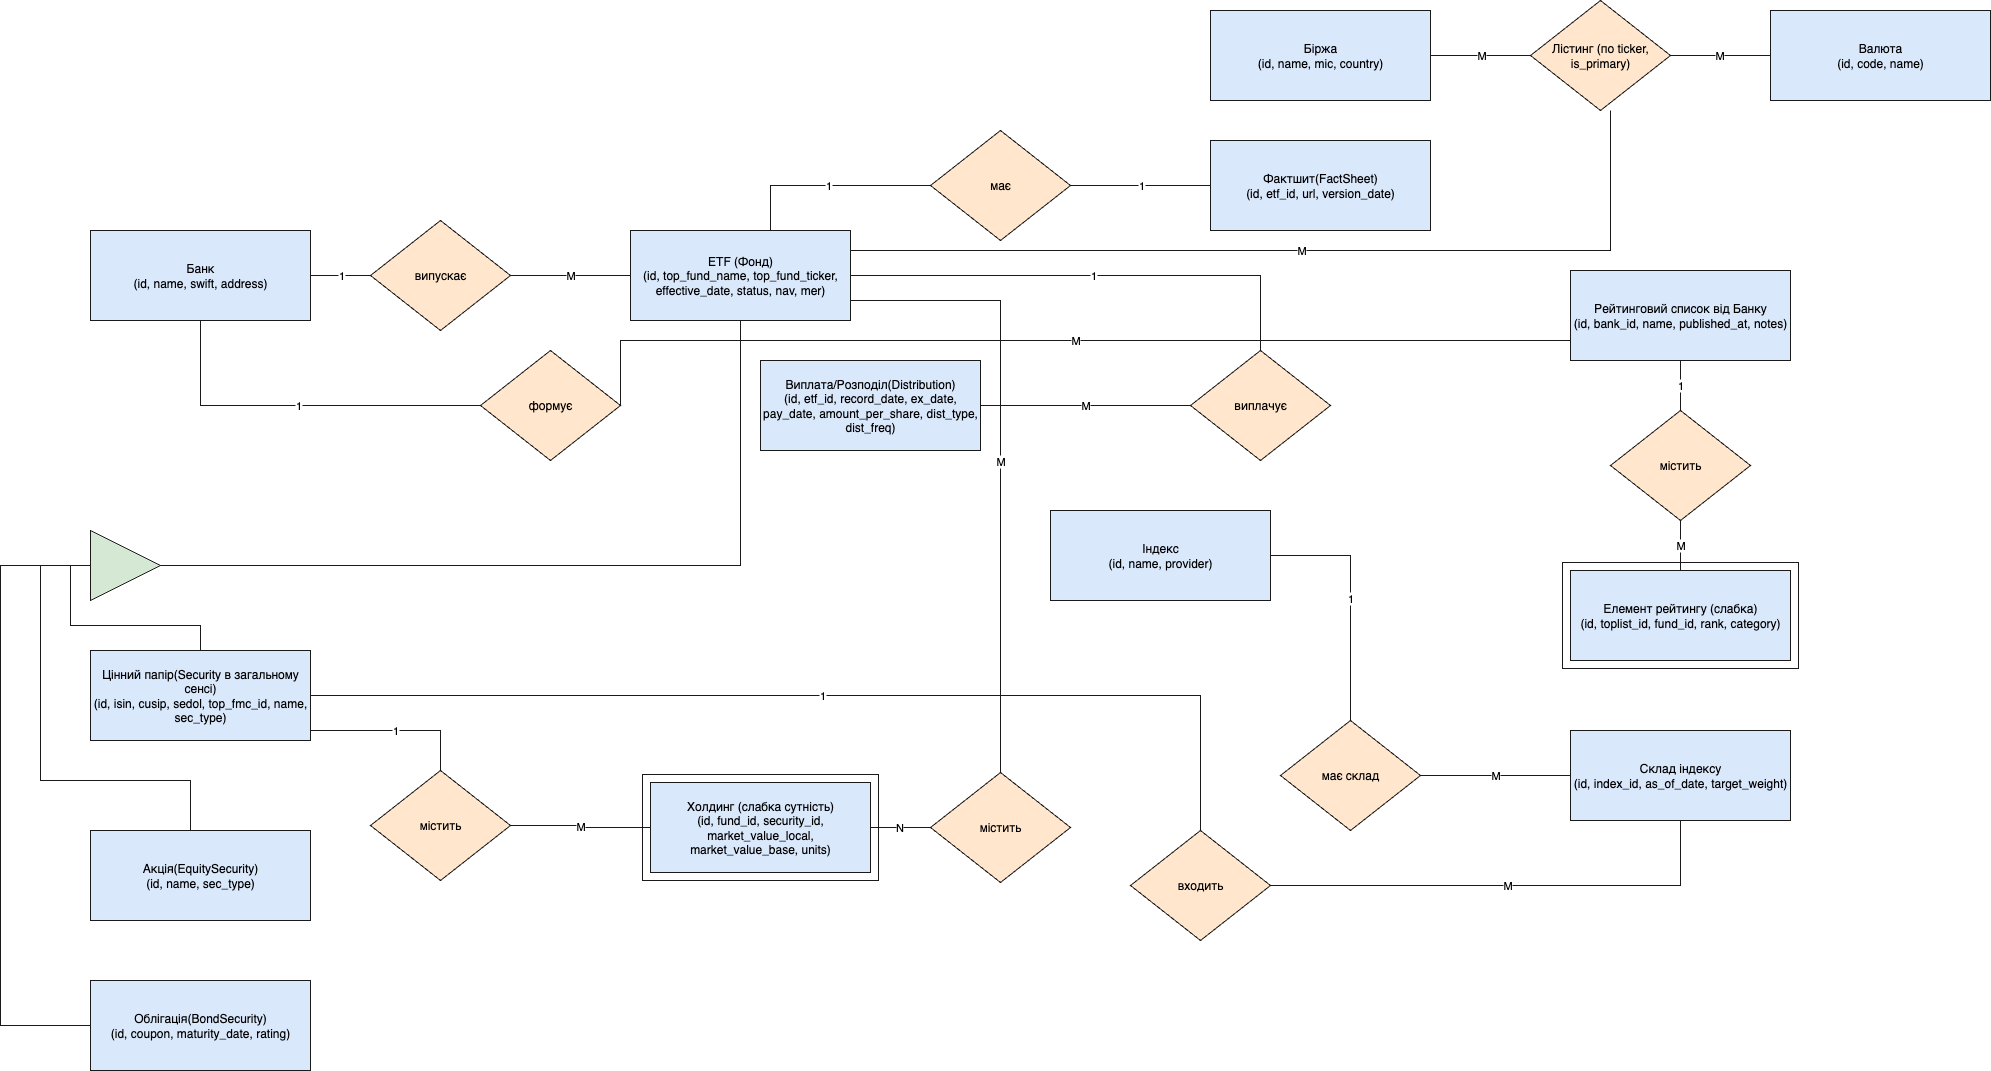 Біржа
(id, name, mic, country)
M
Лістинг (по ticker,
is_primary)
M
Валюта
(id, code, name)
1
має
1
Фактшит(FactSheet)
(id, etf_id, url, version_date)
Банк
(id, name, swift, address)
1
випускає
M
ETF (Фонд)
(id, top_fund_name, top_fund_ticker,
effective_date, status, nav, mer)
M
1
Рейтинговий список від Банку
(id, bank_id, name, published_at, notes)
M
1
формує
Виплата/Розподіл(Distribution)
(id, etf_id, record_date, ex_date,
pay_date, amount_per_share, dist_type,
dist_freq)
M
виплачує
1
містить
M
M
Індекс
(id, name, provider)
1
Елемент рейтингу (слабка)
(id, toplist_id, fund_id, rank, category)
Цінний папір(Security в загальному
сенсі)
(id, isin, cusip, sedol, top_fmc_id, name,
sec_type)
1
1
має склад
M
Склад індексу
(id, index_id, as_of_date, target_weight)
містить
M
Холдинг (слабка сутність)
(id, fund_id, security_id,
market_value_local,
market_value_base, units)
N
містить
Акція(EquitySecurity)
(id, name, sec_type)
входить
M
Облігація(BondSecurity)
(id, coupon, maturity_date, rating)